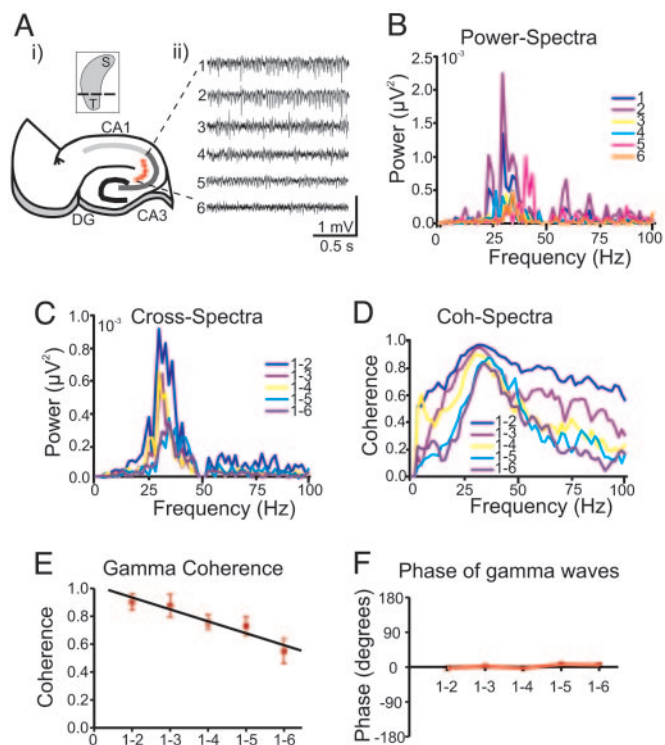 A
i)
ii)
S
T
CA1
DG
CA3
1
2
3
4
5
6
1 mV
0.5 s
B
Power-Spectra
10⁻³
Power (μV²)
2.5
2.0
1.5
1.0
0.5
0
0 25 50 75 100
Frequency (Hz)
1
2
3
4
5
6
C
Cross-Spectra
10⁻³
Power (μV²)
1.0
0.8
0.6
0.4
0.2
0.0
0 25 50 75 100
Frequency (Hz)
1-2
1-3
1-4
1-5
1-6
D
Coh-Spectra
Coherence
1.0
0.8
0.6
0.4
0.2
0
0 25 50 75 100
Frequency (Hz)
1-2
1-3
1-4
1-5
1-6
E
Gamma Coherence
Coherence
1.0
0.8
0.6
0.4
0.2
0.0
0 1-2 1-3 1-4 1-5 1-6
F
Phase of gamma waves
Phase (degrees)
180
90
0
-90
-180
1-2 1-3 1-4 1-5 1-6